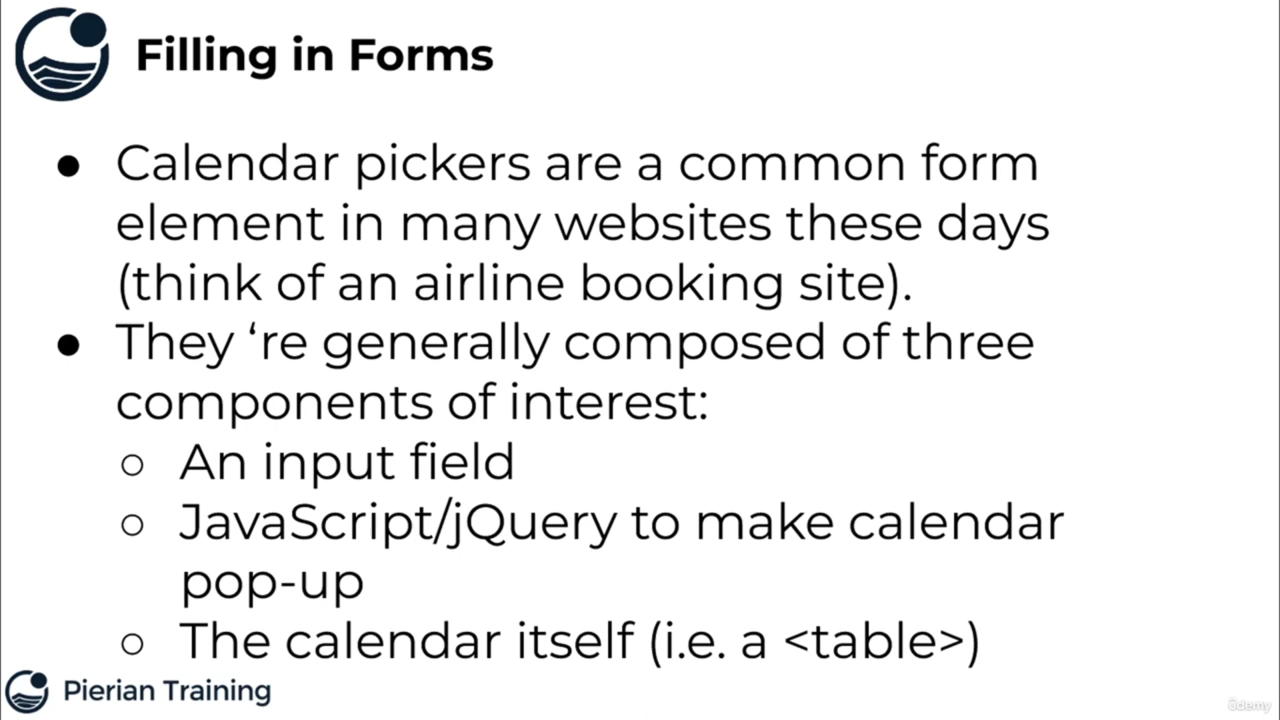 Filling in Forms
● Calendar pickers are a common form
element in many websites these days
(think of an airline booking site).
● They ‘re generally composed of three
components of interest:
○ An input field
○ JavaScript/jQuery to make calendar
pop-up
○ The calendar itself (i.e. a <table>)
Pierian Training
ûdemy